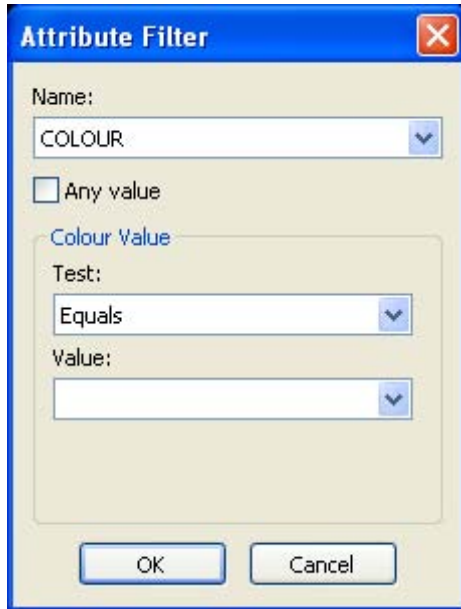 Attribute Filter
Name:
COLOUR
Any value
Colour Value
Test:
Equals
Value:
OK
Cancel